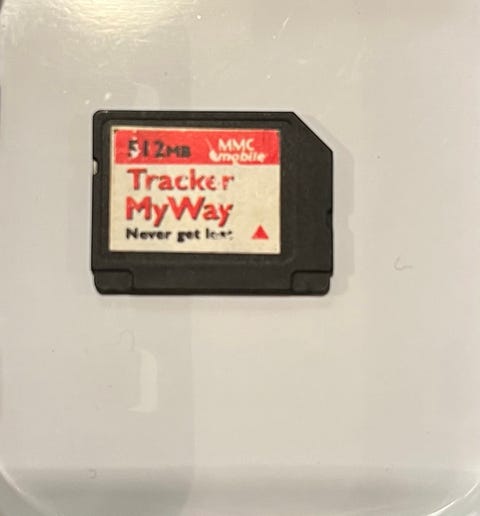 512MB
MMC
mobile
Tracker
MyWay
Never get lost